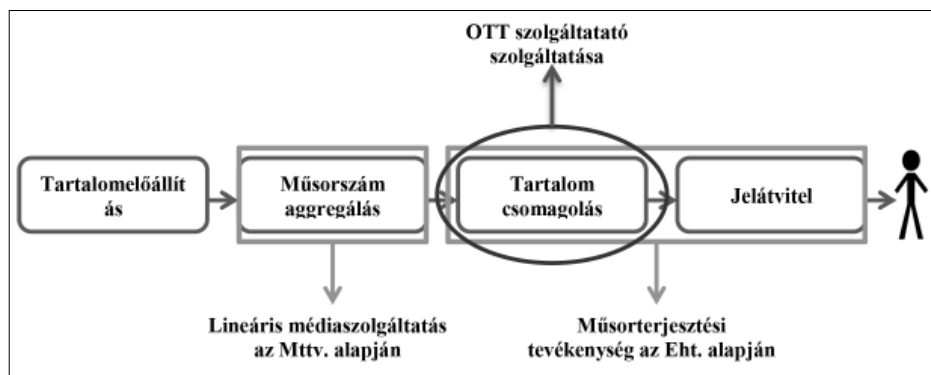 OTT szolgáltatató
szolgáltatása
Tartalomelőállít
ás
Műsorszám
aggregálás
Tartalom
csomagolás
Jelátvitel
Lineáris médiaszolgáltatás
az Mttv. alapján
Műsorterjesztési
tevékenység az Eht. alapján